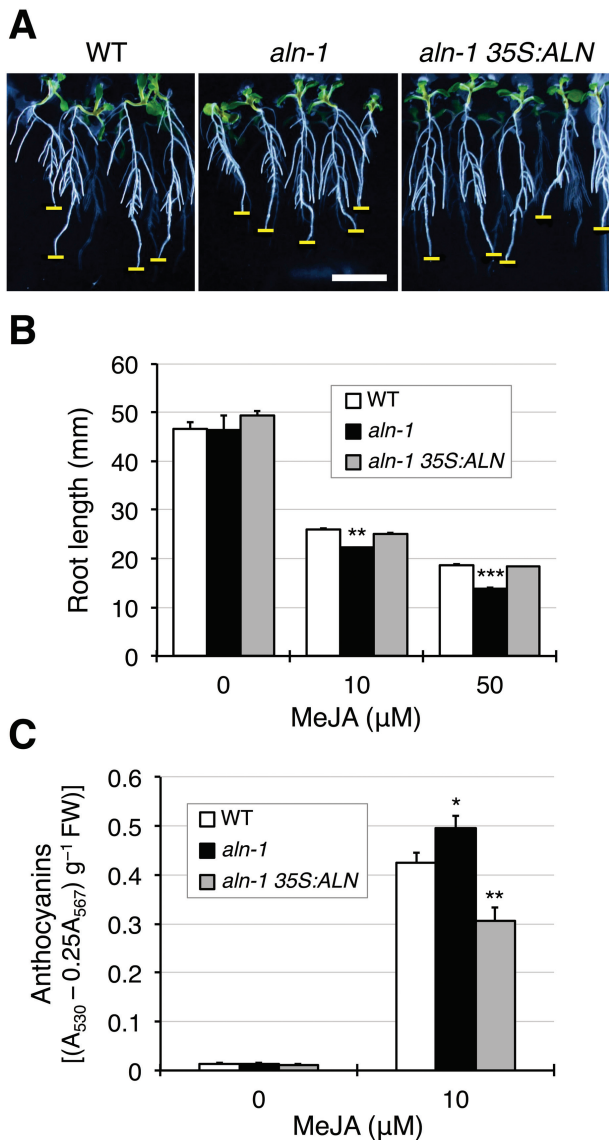 A
WT
aln-1
aln-1 35S:ALN
B
Root length (mm)
60
50
40
30
20
10
0
WT
aln-1
aln-1 35S:ALN
**
***
0
10
50
MeJA (µM)
C
Anthocyanins
[(A530 – 0.25A567) g⁻¹ FW)]
0.6
0.5
0.4
0.3
0.2
0.1
0
WT
aln-1
aln-1 35S:ALN
*
**
0
10
MeJA (µM)